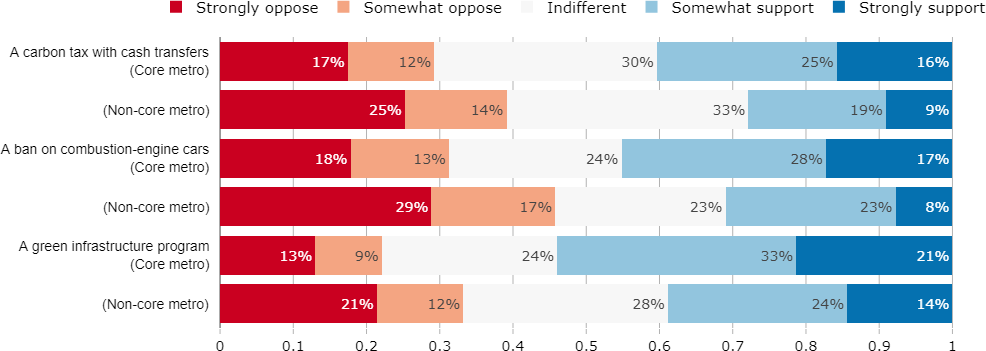 Strongly oppose Somewhat oppose Indifferent Somewhat support Strongly support
A carbon tax with cash transfers
(Core metro)
17% 12% 30% 25% 16%
(Non-core metro) 25% 14% 33% 19% 9%
A ban on combustion-engine cars
(Core metro)
18% 13% 24% 28% 17%
(Non-core metro) 29% 17% 23% 23% 8%
A green infrastructure program
(Core metro)
13% 9% 24% 33% 21%
(Non-core metro) 21% 12% 28% 24% 14%
0 0.1 0.2 0.3 0.4 0.5 0.6 0.7 0.8 0.9 1